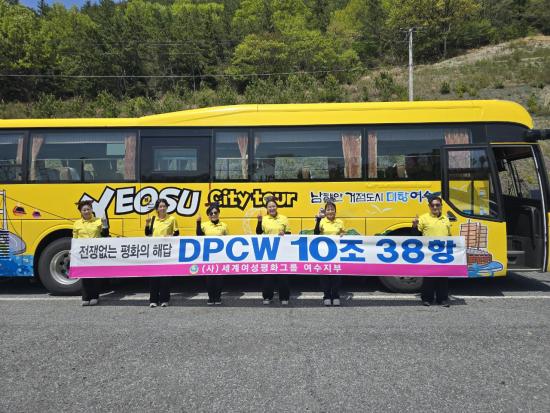 YEOSU City tour 남해안 거점도시 미항여수
전쟁없는 평화의 해답 DPCW 10조 38항
(사)세계여성평화그룹 여수지부